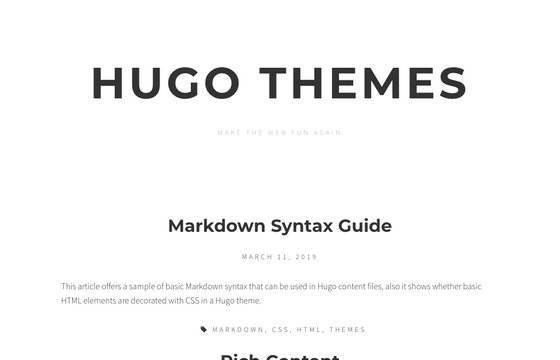 HUGO THEMES
MAKE THE WEB FUN AGAIN
Markdown Syntax Guide
MARCH 11, 2019
This article offers a sample of basic Markdown syntax that can be used in Hugo content files, also it shows whether basic
HTML elements are decorated with CSS in a Hugo theme.
MARKDOWN, CSS, HTML, THEMES
Rich Content